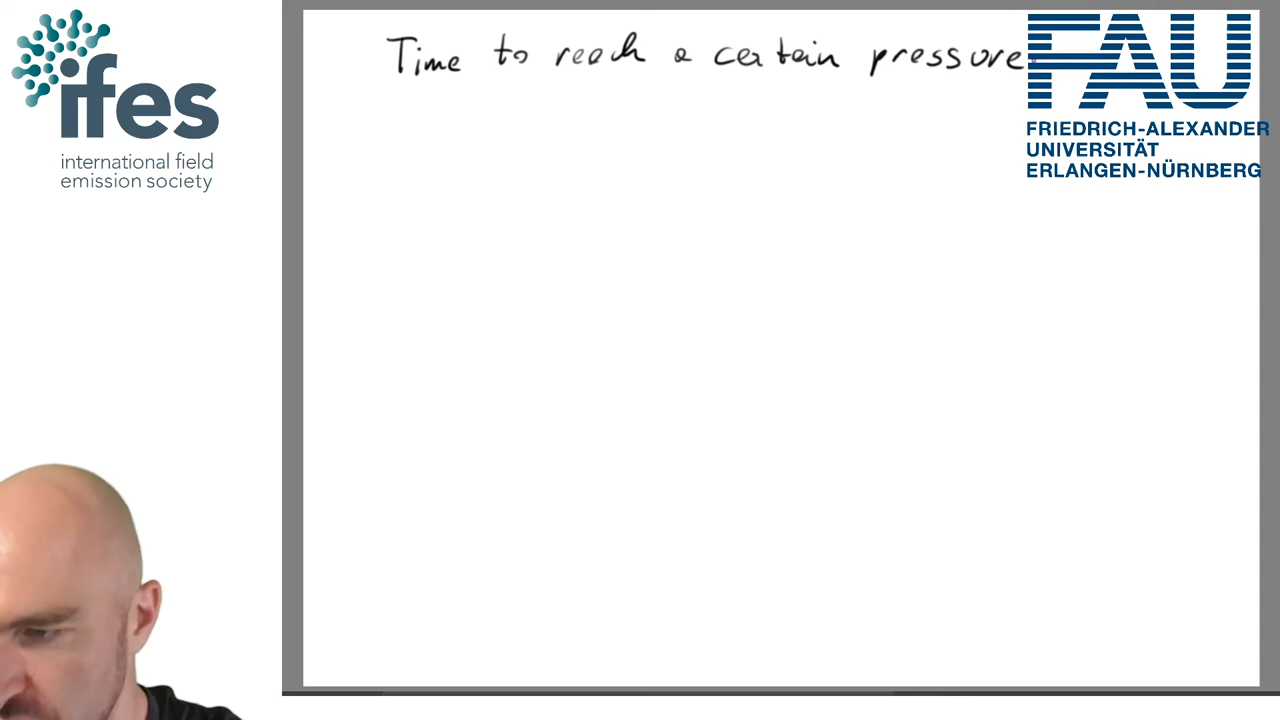 Time to reach a certain pressure
ifes
international field
emission society
FAU
FRIEDRICH-ALEXANDER
UNIVERSITÄT
ERLANGEN-NÜRNBERG